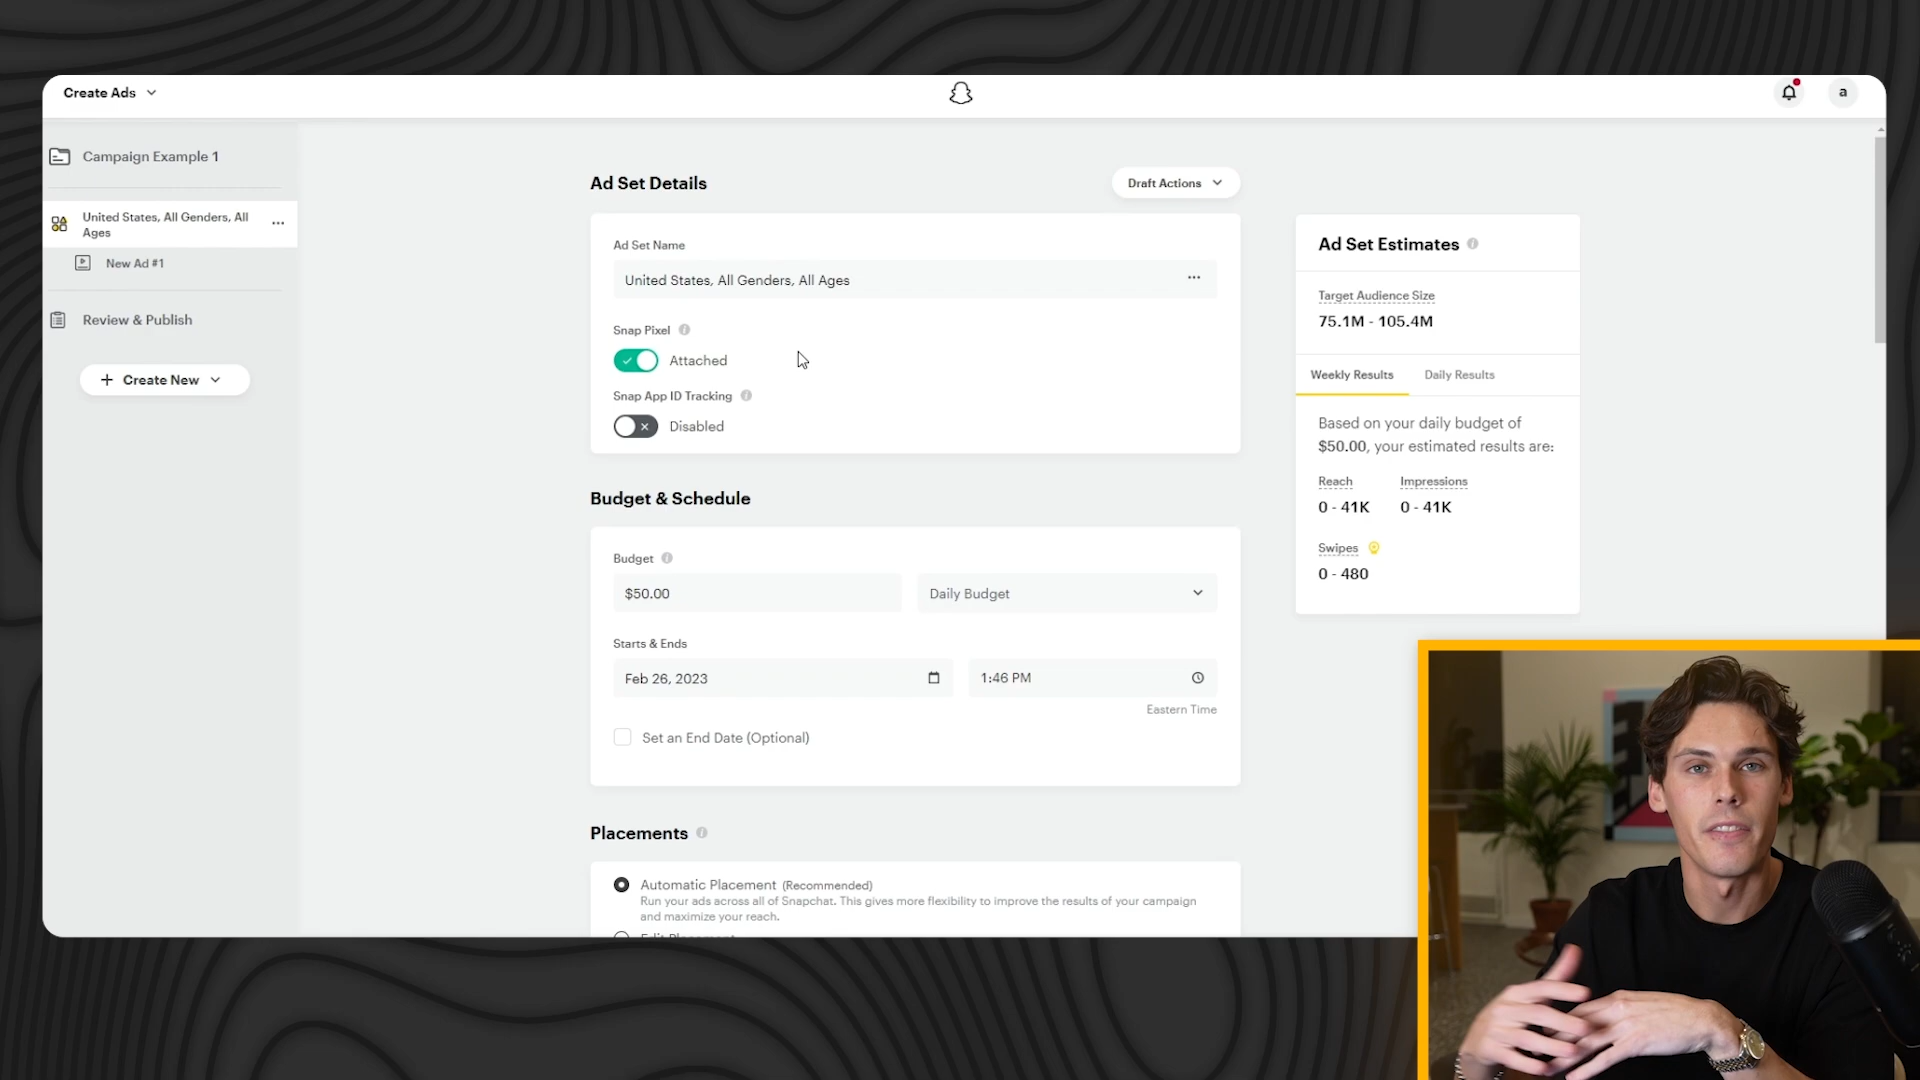 Create Ads
a
Campaign Example 1
United States, All Genders, All
Ages
New Ad #1
Review & Publish
Create New
Ad Set Details
Draft Actions
Ad Set Name
United States, All Genders, All Ages
Snap Pixel
Attached
Snap App ID Tracking
Disabled
Budget & Schedule
Budget
$50.00
Daily Budget
Starts & Ends
Feb 26, 2023
1:46 PM
Eastern Time
Set an End Date (Optional)
Placements
Automatic Placement (Recommended)
Run your ads across all of Snapchat. This gives more flexibility to improve the results of your campaign
and maximize your reach.
Ad Set Estimates
Target Audience Size
75.1M - 105.4M
Weekly Results
Daily Results
Based on your daily budget of
$50.00, your estimated results are:
Reach
Impressions
0 - 41K
0 - 41K
Swipes
0 - 480